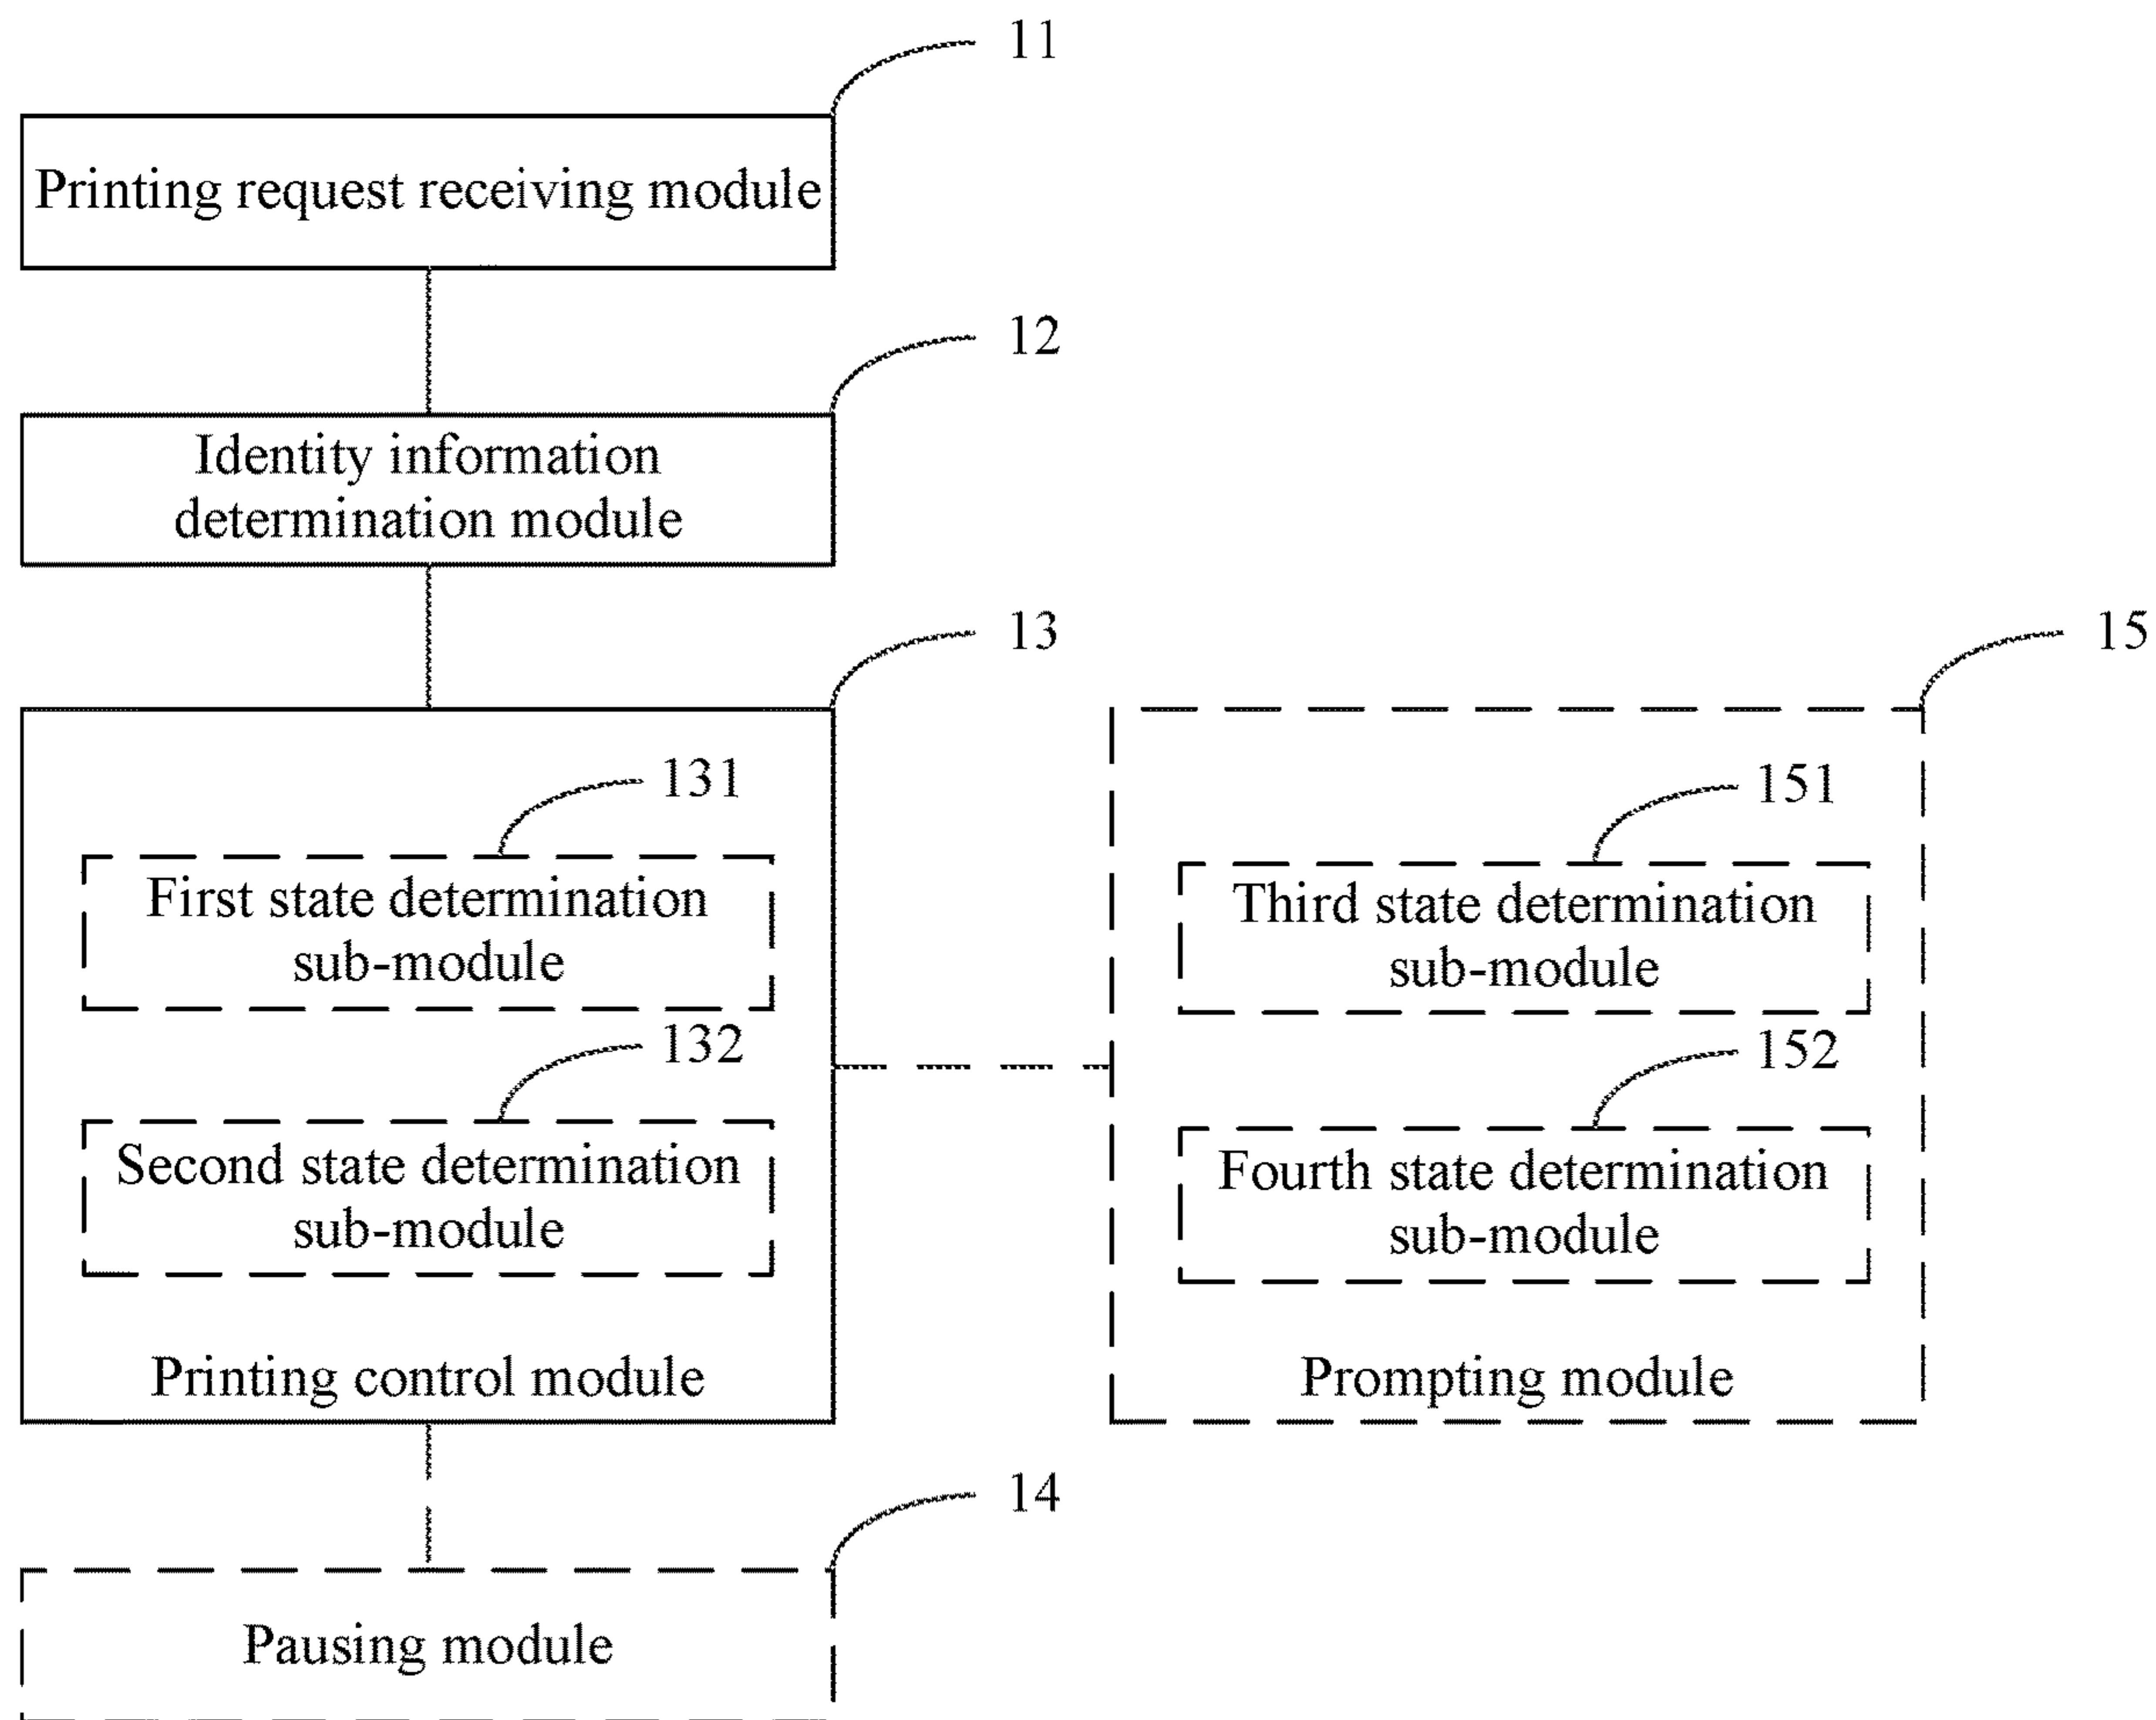 11
Printing request receiving module
12
Identity information
determination module
13
131
First state determination
sub-module
132
Second state determination
sub-module
Printing control module
15
151
Third state determination
sub-module
152
Fourth state determination
sub-module
Prompting module
14
Pausing module